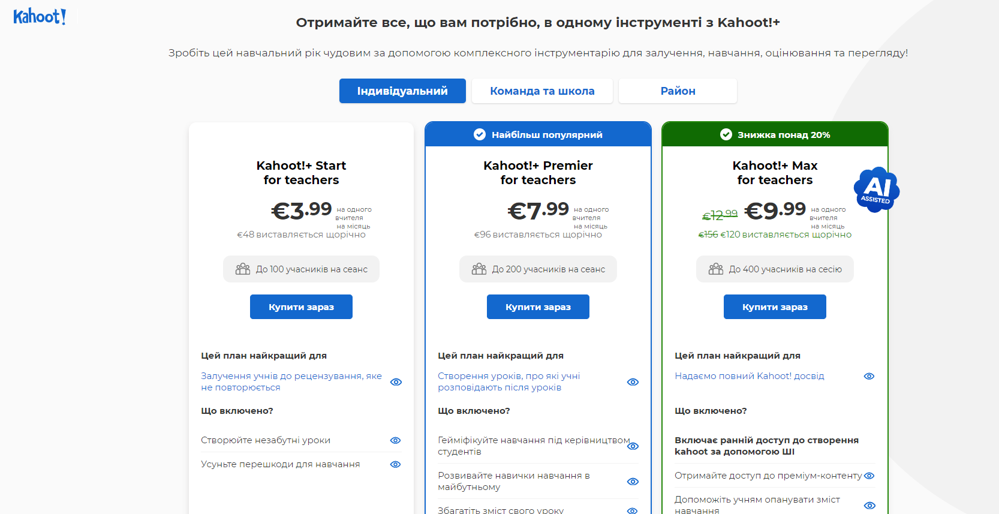 Kahoot!
Отримайте все, що вам потрібно, в одному інструменті з Kahoot!+
Зробіть цей навчальний рік чудовим за допомогою комплексного інструментарію для залучення, навчання, оцінювання та перегляду!
Індивідуальний
Команда та школа
Район
Kahoot!+ Start
for teachers
€3.99 на одного
вчителя
на місяць
€48 виставляється щорічно
До 100 учасників на сеанс
Купити зараз
Цей план найкращий для
Залучення учнів до рецензування, яке
не повторюється
Що включено?
Створюйте незабутні уроки
Усуньте перешкоди для навчання
Найбільш популярний
Kahoot!+ Premier
for teachers
€7.99 на одного
вчителя
на місяць
€96 виставляється щорічно
До 200 учасників на сеанс
Купити зараз
Цей план найкращий для
Створення уроків, про які учні
розповідають після уроків
Що включено?
Гейміфікуйте навчання під керівництвом
студентів
Розвивайте навички навчання в
майбутньому
Збагатіть зміст свого уроку
Знижка понад 20%
Kahoot!+ Max
for teachers
AI
ASSISTED
€12.99 €9.99 на одного
вчителя
на місяць
€156 €120 виставляється щорічно
До 400 учасників на сесію
Купити зараз
Цей план найкращий для
Надаємо повний Kahoot! досвід
Що включено?
Включає ранній доступ до створення
kahoot за допомогою ШІ
Отримайте доступ до преміум-контенту
Допоможіть учням опанувати зміст
навчання